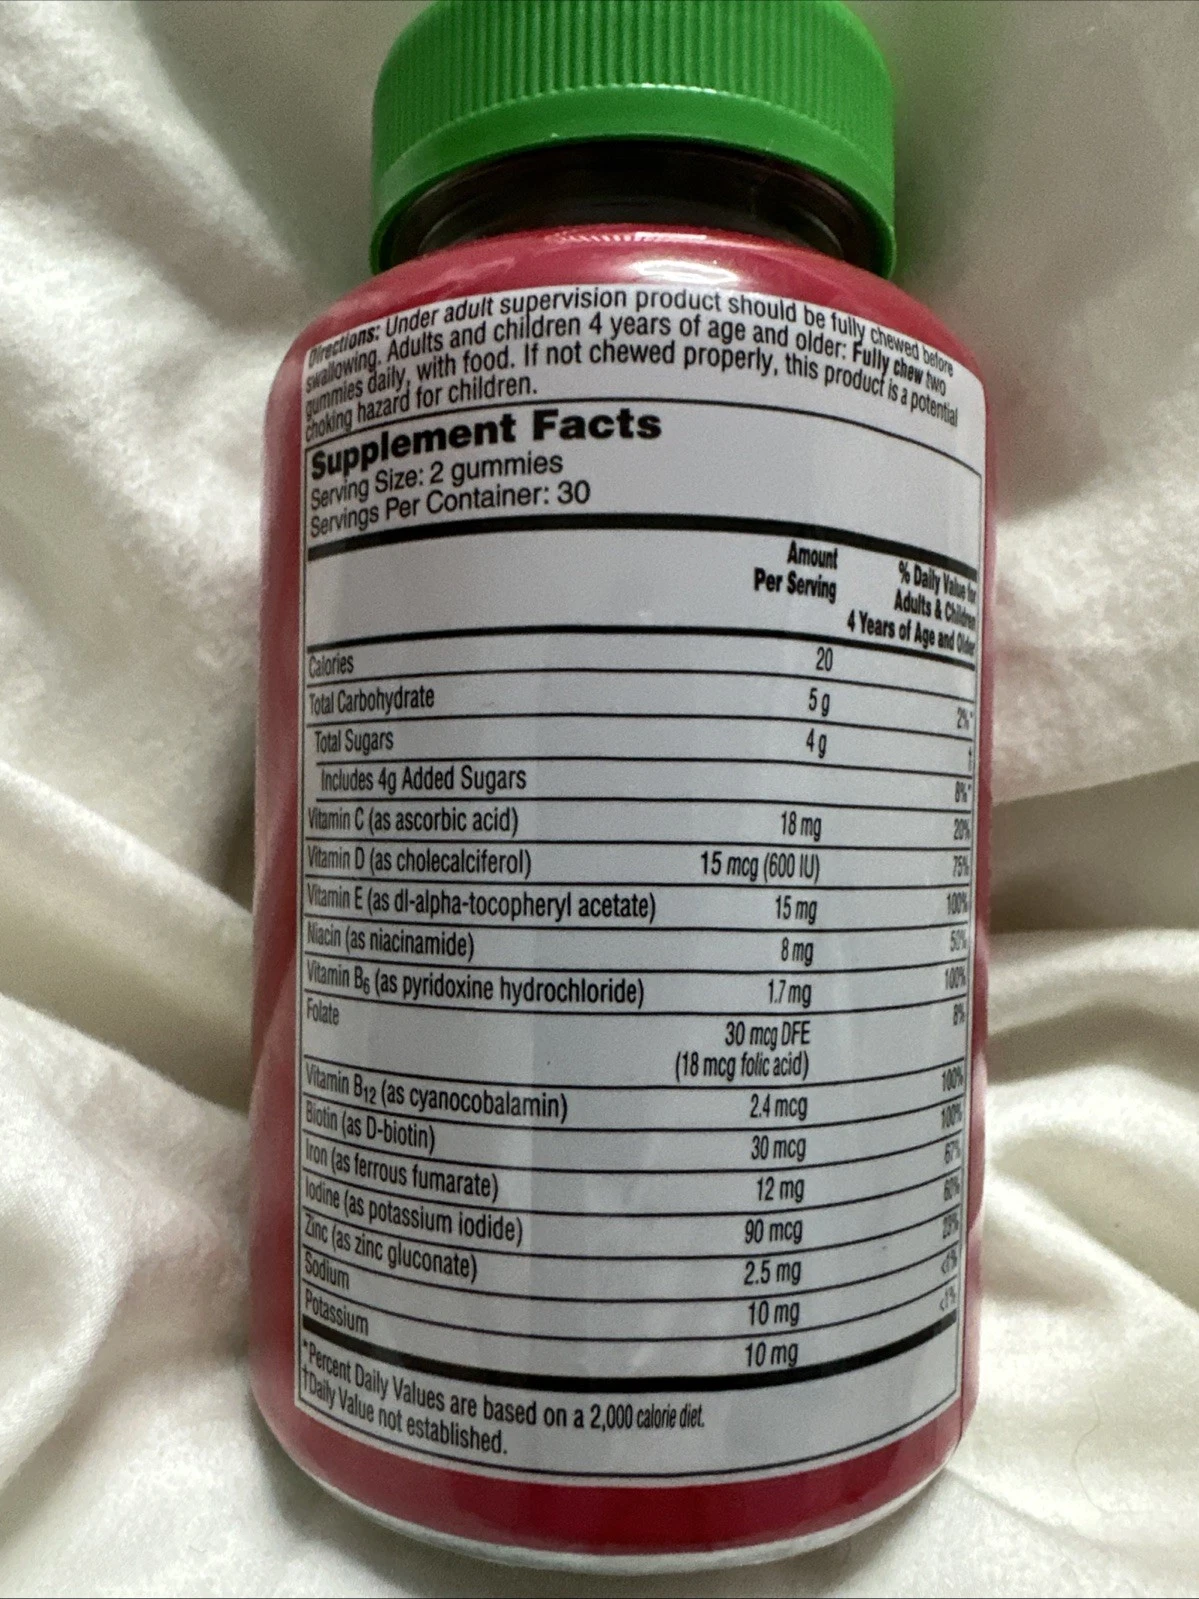 Directions: Under adult supervision product should be fully chewed before
swallowing. Adults and children 4 years of age and older: Fully chew two
gummies daily, with food. If not chewed properly, this product is a potential
choking hazard for children.
Supplement Facts
Serving Size: 2 gummies
Servings Per Container: 30
Amount Per Serving
% Daily Value for Adults & Children 4 Years of Age and Older
Calories 20
Total Carbohydrate 5 g 2%*
Total Sugars 4 g †
Includes 4g Added Sugars 8%*
Vitamin C (as ascorbic acid) 18 mg 20%
Vitamin D (as cholecalciferol) 15 mcg (600 IU) 75%
Vitamin E (as dl-alpha-tocopheryl acetate) 15 mg 100%
Niacin (as niacinamide) 8 mg 50%
Vitamin B6 (as pyridoxine hydrochloride) 1.7 mg 100%
Folate 30 mcg DFE 8%
(18 mcg folic acid)
Vitamin B12 (as cyanocobalamin) 2.4 mcg 100%
Biotin (as D-biotin) 30 mcg 100%
Iron (as ferrous fumarate) 12 mg 67%
Iodine (as potassium iodide) 90 mcg 60%
Zinc (as zinc gluconate) 2.5 mg 23%
Sodium 10 mg <1%
Potassium 10 mg <1%
*Percent Daily Values are based on a 2,000 calorie diet.
†Daily Value not established.